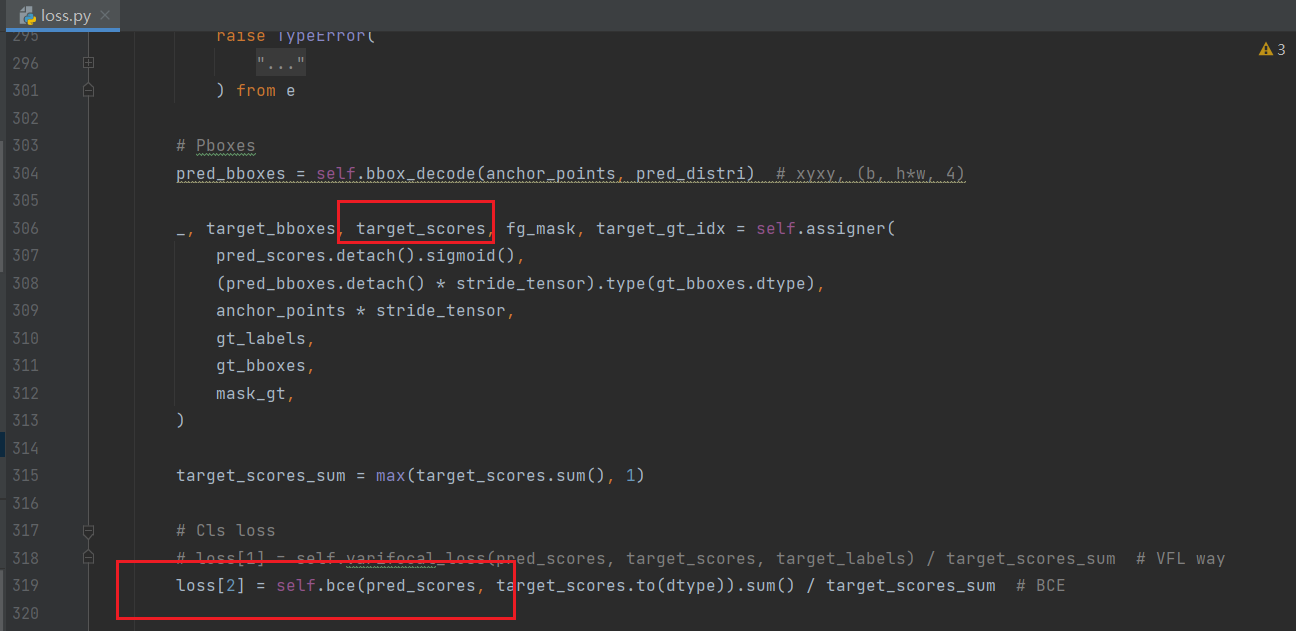 loss.py
3
295 raise TypeError(
296 "..."
301 ) from e
302
303 # Pboxes
304 pred_bboxes = self.bbox_decode(anchor_points, pred_distri)  # xyxy, (b, h*w, 4)
305
306 _, target_bboxes, target_scores, fg_mask, target_gt_idx = self.assigner(
307 pred_scores.detach().sigmoid(),
308 (pred_bboxes.detach() * stride_tensor).type(gt_bboxes.dtype),
309 anchor_points * stride_tensor,
310 gt_labels,
311 gt_bboxes,
312 mask_gt,
313 )
314
315 target_scores_sum = max(target_scores.sum(), 1)
316
317 # Cls loss
318 # loss[1] = self.varifocal_loss(pred_scores, target_scores, target_labels) / target_scores_sum  # VFL way
319 loss[2] = self.bce(pred_scores, target_scores.to(dtype)).sum() / target_scores_sum  # BCE
320